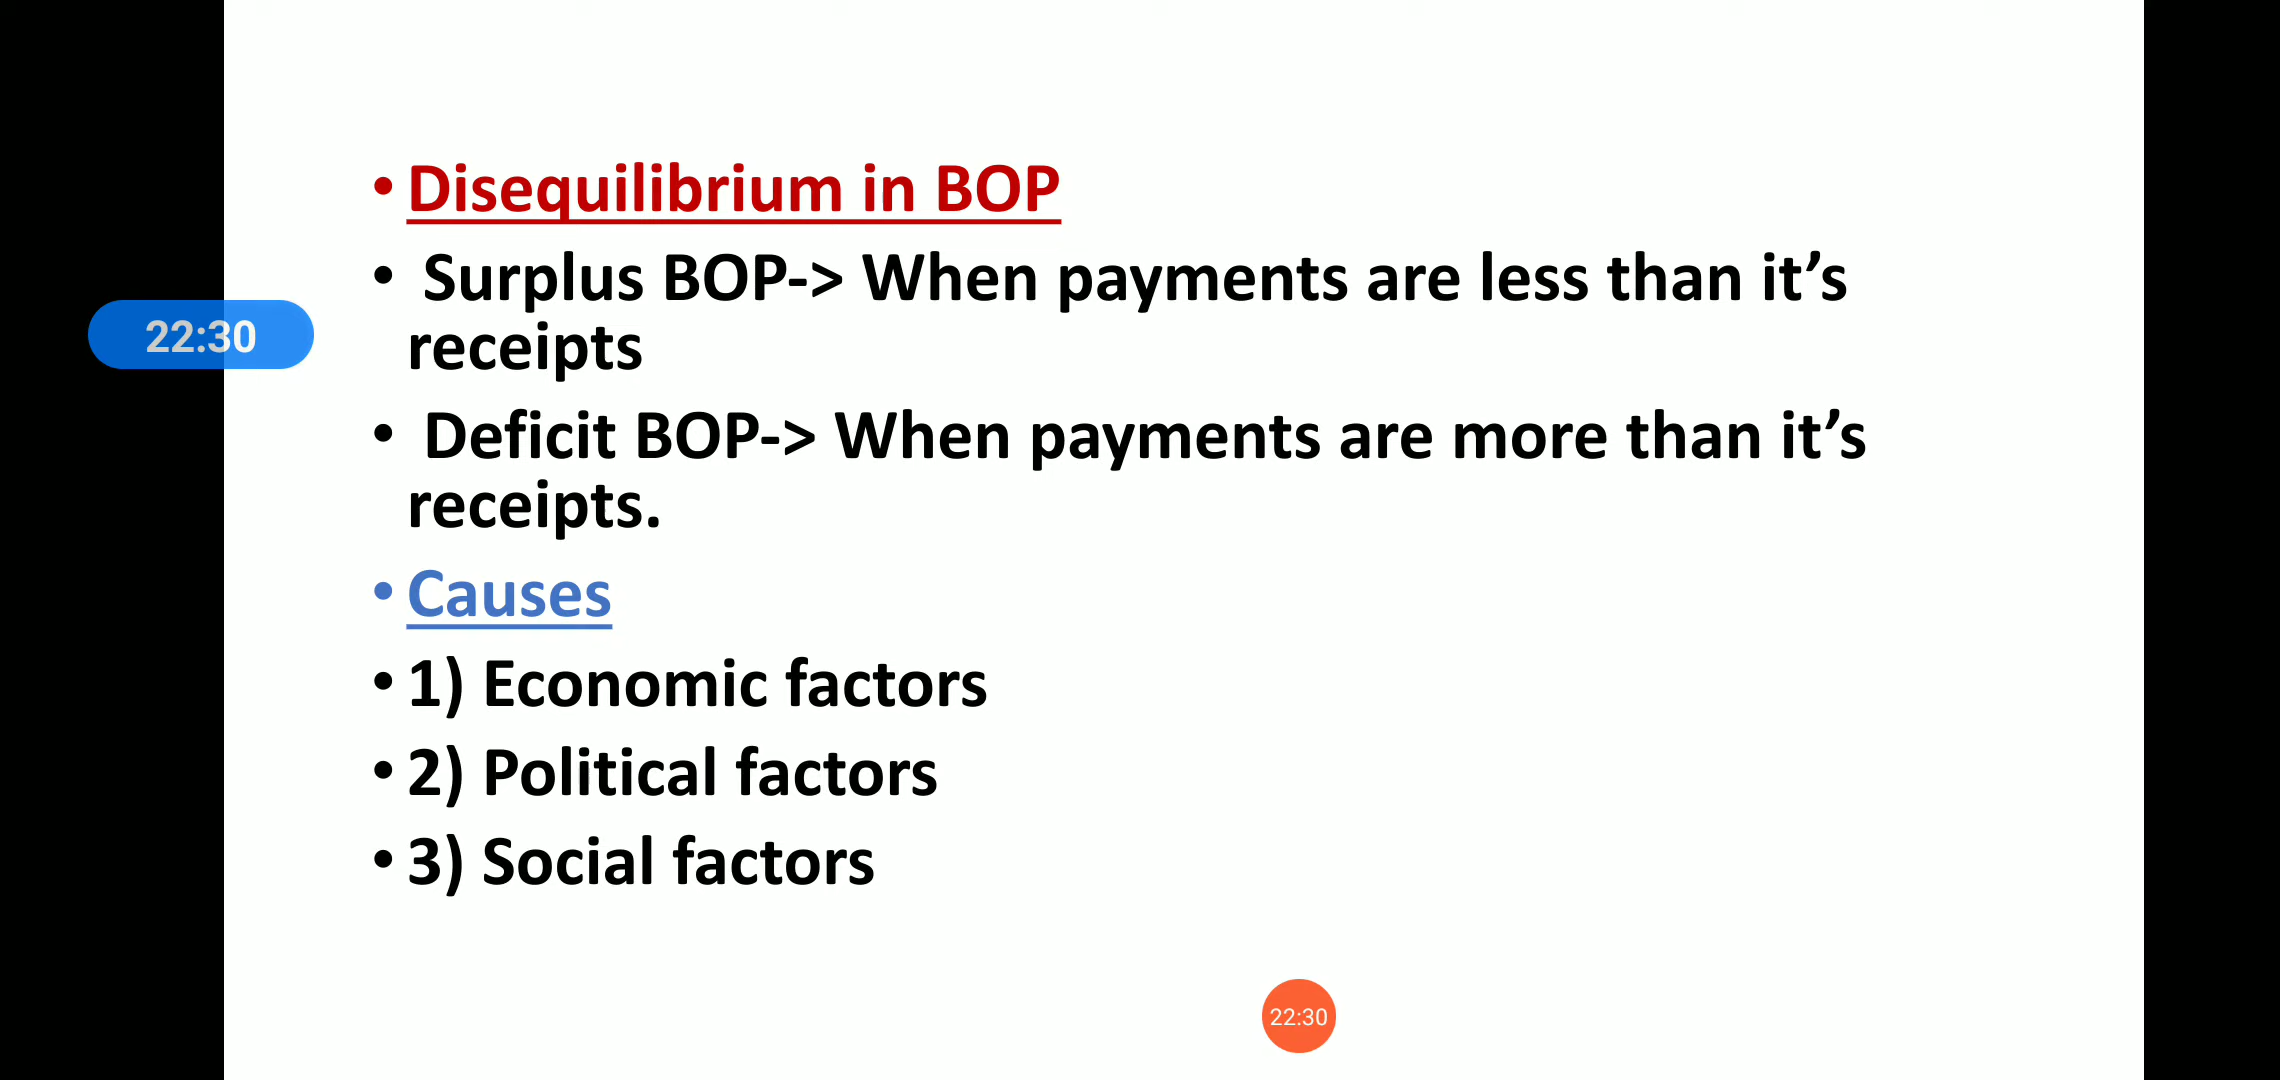 • Disequilibrium in BOP
• Surplus BOP-> When payments are less than it’s
receipts
22:30
• Deficit BOP-> When payments are more than it’s
receipts.
• Causes
• 1) Economic factors
• 2) Political factors
• 3) Social factors
22:30